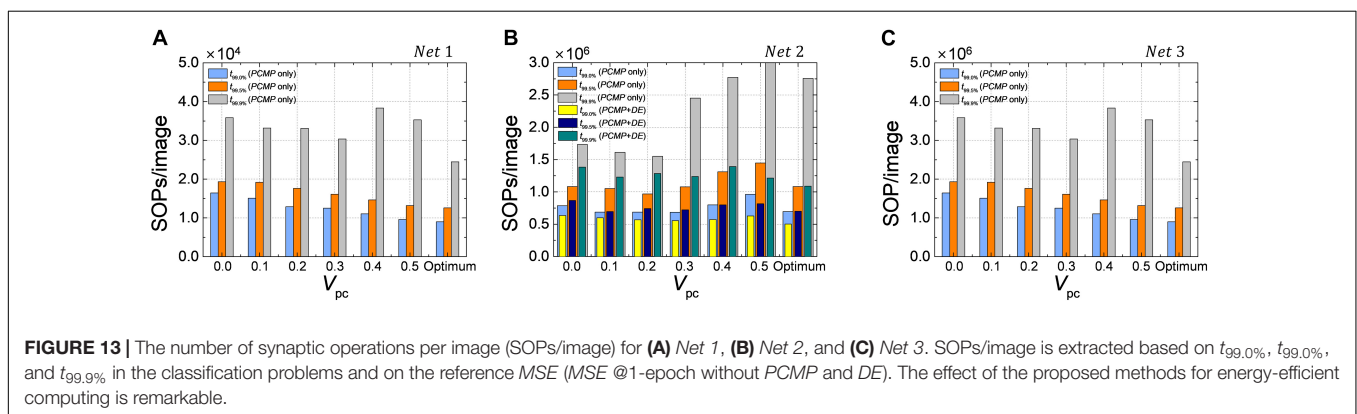 A
×10⁴
Net 1
5.0
4.0
3.0
2.0
1.0
0.0
SOPs/image
t99.0% (PCMP only)
t99.5% (PCMP only)
t99.9% (PCMP only)
0.0 0.1 0.2 0.3 0.4 0.5 Optimum
Vpc
B
×10⁶
Net 2
3.0
2.5
2.0
1.5
1.0
0.5
0.0
SOPs/image
t99.0% (PCMP only)
t99.5% (PCMP only)
t99.9% (PCMP only)
t99.0% (PCMP+DE)
t99.5% (PCMP+DE)
t99.9% (PCMP+DE)
0.0 0.1 0.2 0.3 0.4 0.5 Optimum
Vpc
C
×10⁶
Net 3
5.0
4.0
3.0
2.0
1.0
0.0
SOP/image
t99.0% (PCMP only)
t99.5% (PCMP only)
t99.9% (PCMP only)
0.0 0.1 0.2 0.3 0.4 0.5 Optimum
Vpc
FIGURE 13 | The number of synaptic operations per image (SOPs/image) for (A) Net 1, (B) Net 2, and (C) Net 3. SOPs/image is extracted based on t99.0%, t99.0%,
and t99.9% in the classification problems and on the reference MSE (MSE @1-epoch without PCMP and DE). The effect of the proposed methods for energy-efficient
computing is remarkable.